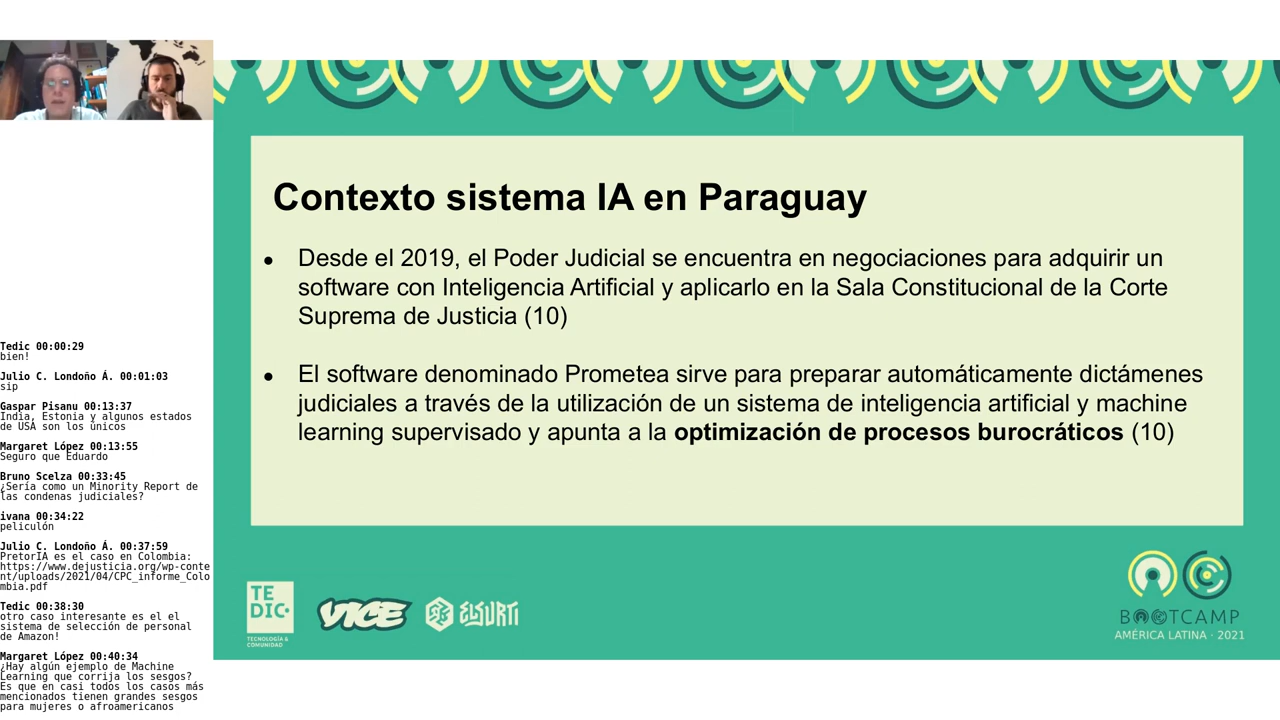 Contexto sistema IA en Paraguay
● Desde el 2019, el Poder Judicial se encuentra en negociaciones para adquirir un
software con Inteligencia Artificial y aplicarlo en la Sala Constitucional de la Corte
Suprema de Justicia (10)
● El software denominado Prometea sirve para preparar automáticamente dictámenes
judiciales a través de la utilización de un sistema de inteligencia artificial y machine
learning supervisado y apunta a la optimización de procesos burocráticos (10)
TE
DIC
TECNOLOGÍA &
COMUNIDAD
VICE
ELSURTI
BOOTCAMP
AMÉRICA LATINA · 2021
Tedic 00:00:29
bien!
Julio C. Londoño Á. 00:01:03
sip
Gaspar Pisanu 00:13:37
India, Estonia y algunos estados
de USA son los únicos
Margaret López 00:13:55
Seguro que Eduardo
Bruno Scelza 00:33:45
¿Sería como un Minority Report de
las condenas judiciales?
ivana 00:34:22
peliculón
Julio C. Londoño Á. 00:37:59
PretorIA es el caso en Colombia:
https://www.dejusticia.org/wp-conte
nt/uploads/2021/04/CPC_informe_Colo
mbia.pdf
Tedic 00:38:30
otro caso interesante es el el
sistema de selección de personal
de Amazon!
Margaret López 00:40:34
¿Hay algún ejemplo de Machine
Learning que corrija los sesgos?
Es que en casi todos los casos más
mencionados tienen grandes sesgos
para mujeres o afroamericanos